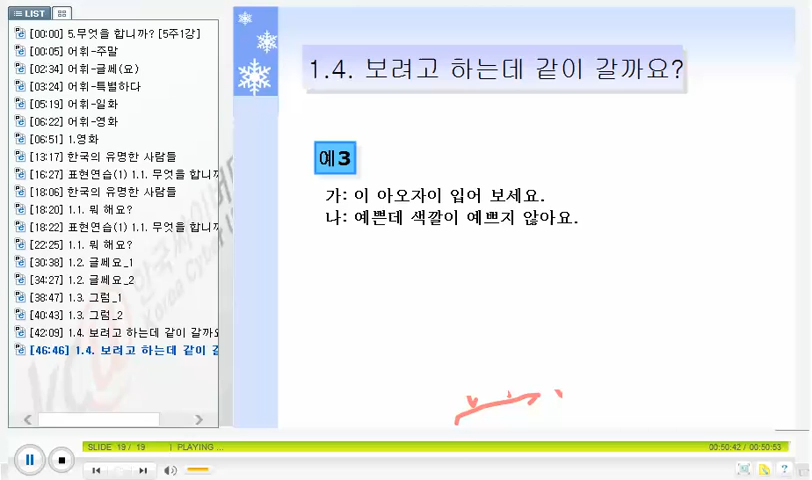 LIST
[00:00] 5.무엇을 합니까? [5주1강]
[00:05] 어휘-주말
[02:34] 어휘-글쎄(요)
[03:24] 어휘-특별하다
[05:19] 어휘-일화
[06:22] 어휘-영화
[06:51] 1.영화
[13:17] 한국의 유명한 사람들
[16:27] 표현연습(1) 1.1. 무엇을 합니까
[18:06] 한국의 유명한 사람들
[18:20] 1.1. 뭐 해요?
[18:22] 표현연습(1) 1.1. 무엇을 합니까
[22:25] 1.1. 뭐 해요?
[30:38] 1.2. 글쎄요_1
[34:27] 1.2. 글쎄요_2
[38:47] 1.3. 그럼_1
[40:43] 1.3. 그럼_2
[42:09] 1.4. 보려고 하는데 같이 갈까요
[46:46] 1.4. 보려고 하는데 같이 갈
1.4. 보려고 하는데 같이 갈까요?
예3
가: 이 아오자이 입어 보세요.
나: 예쁜데 색깔이 예쁘지 않아요.
SLIDE 19 / 19 | PLAYING ...
00:50:42 / 00:50:53